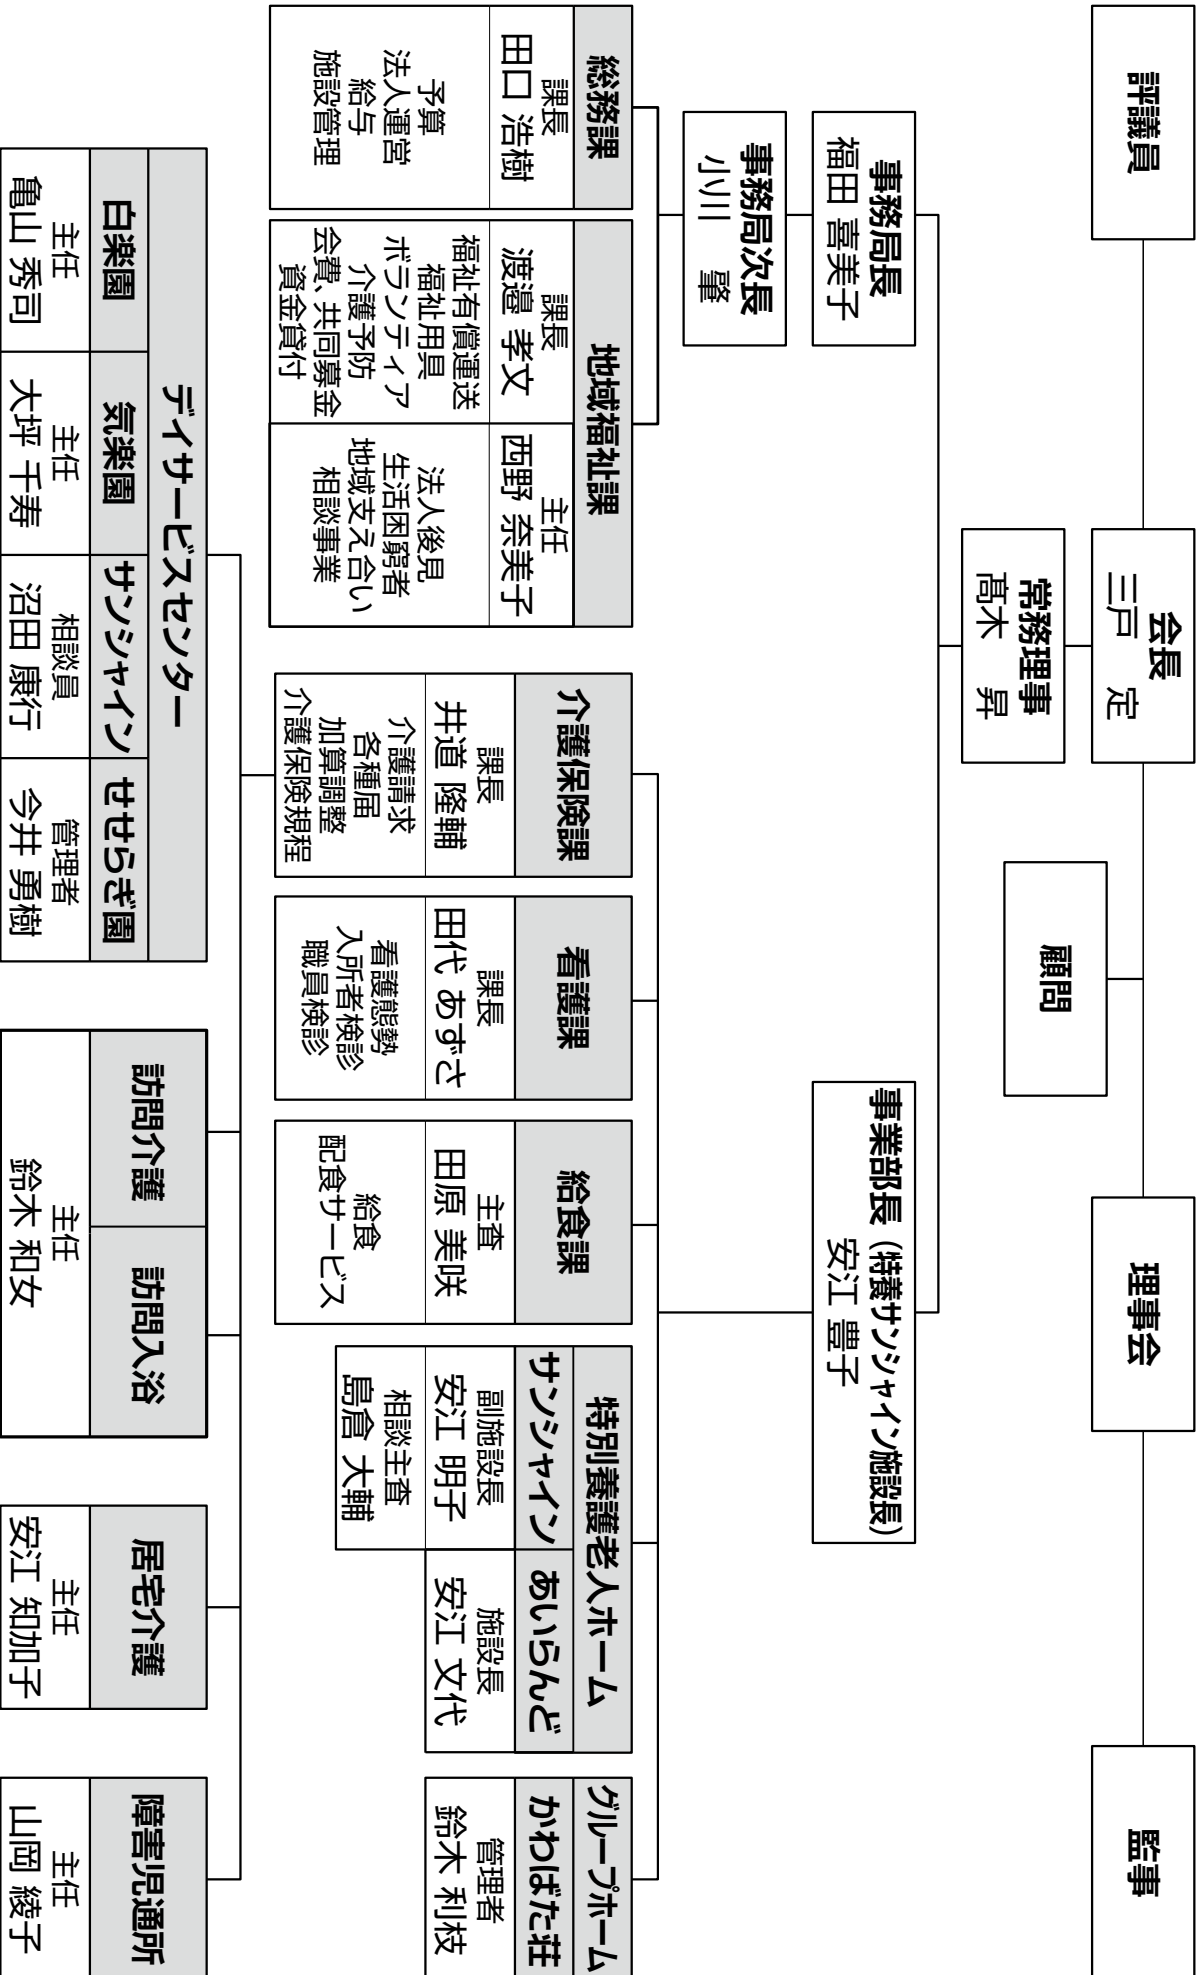 評議員
会長
三戸 定
理事会
監事
顧問
常務理事
髙木 昇
事務局長
福田 喜美子
事業部長（特養サンシャイン施設長）
安江 豊子
事務局次長
小川 肇
総務課
課長
田口 浩樹
予算
法人運営
給与
施設管理
地域福祉課
課長
渡邉 孝文
福祉有償運送
福祉用具
ボランティア
介護予防
会費、共同募金
資金貸付
主任
西野 奈美子
法人後見
生活困窮者
地域支え合い
相談事業
介護保険課
課長
井道 隆輔
介護請求
各種届
加算調整
介護保険規程
看護課
課長
田代 あずさ
看護態勢
入所者検診
職員検診
給食課
主査
田原 美咲
給食
配食サービス
特別養護老人ホーム
サンシャイン
副施設長
安江 明子
相談主査
島倉 大輔
あいらんど
施設長
安江 文代
グループホーム
かわばた荘
管理者
鈴木 利枝
デイサービスセンター
白楽園
主任
亀山 秀司
気楽園
主任
大坪 千寿
サンシャイン
相談員
沼田 康行
せせらぎ園
管理者
今井 勇樹
訪問介護
訪問入浴
主任
鈴木 和女
居宅介護
主任
安江 知加子
障害児通所
主任
山岡 綾子